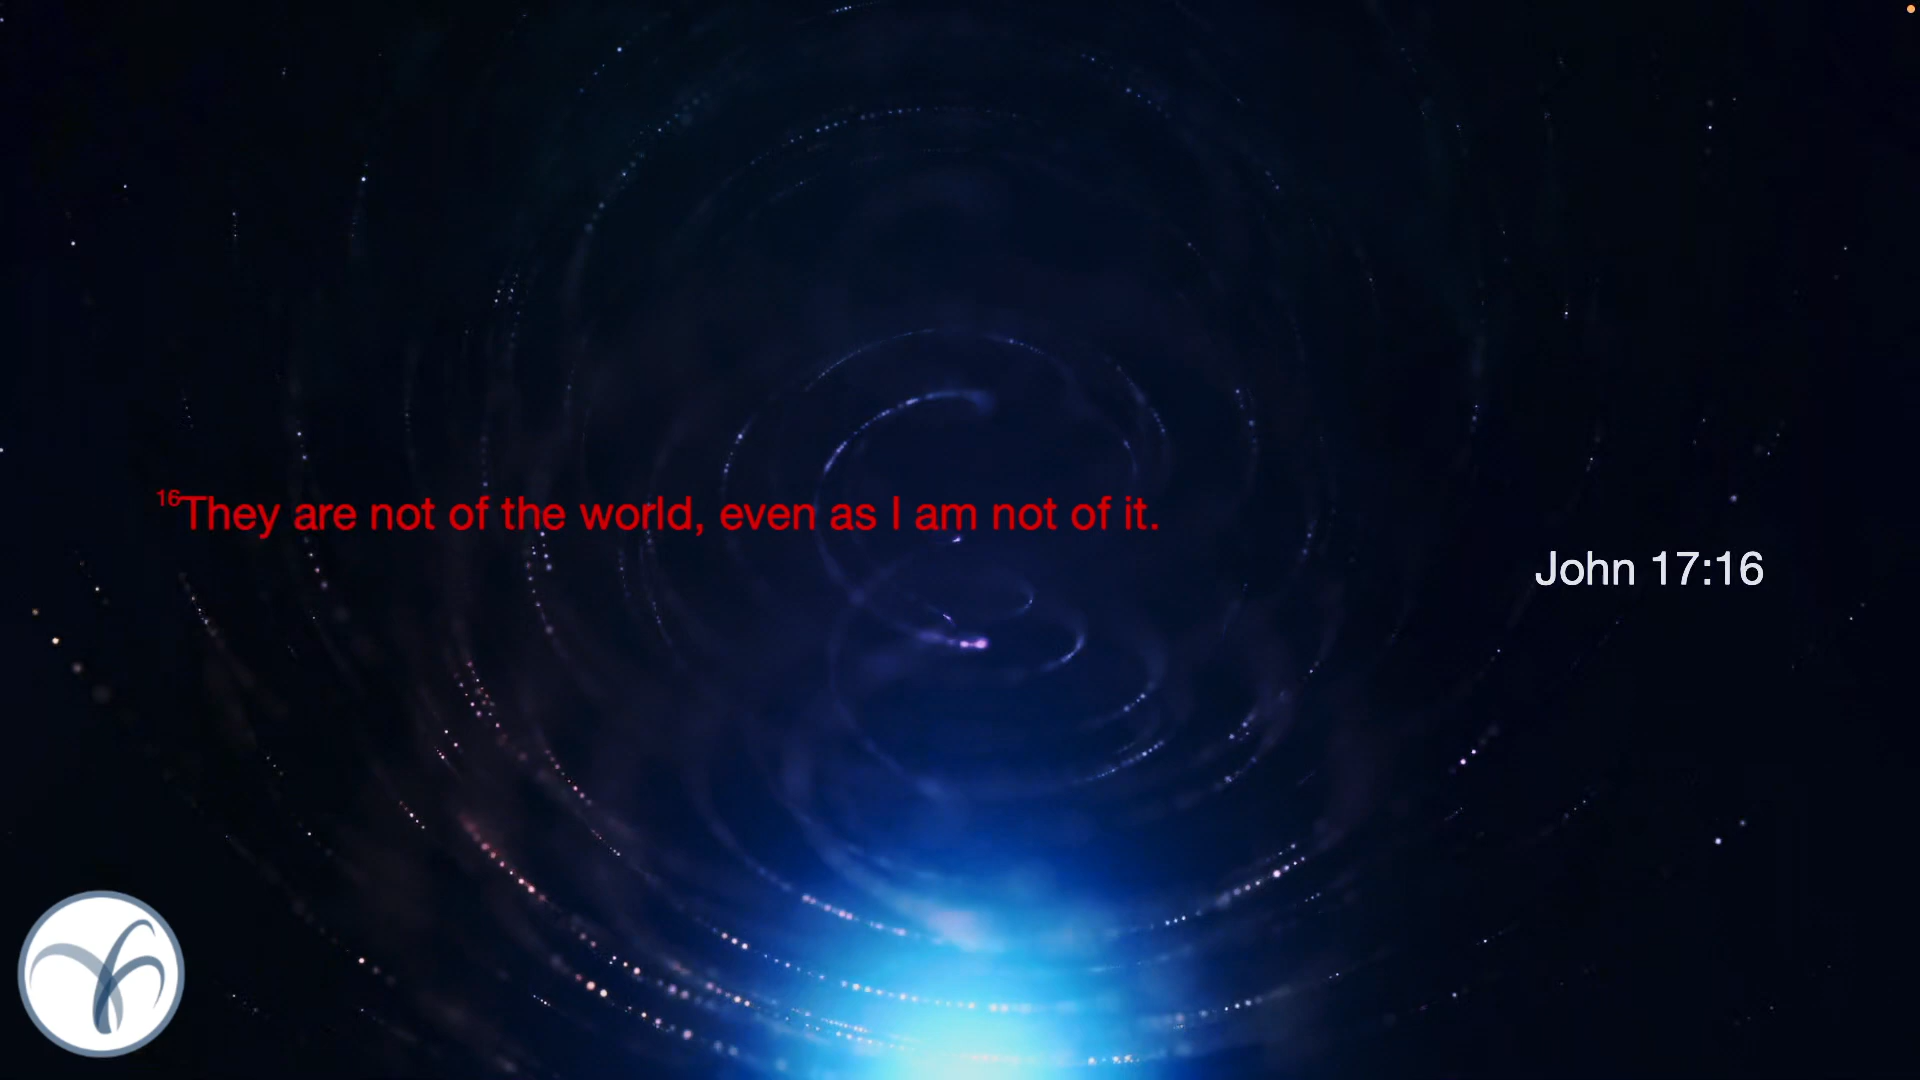 16They are not of the world, even as I am not of it.
John 17:16